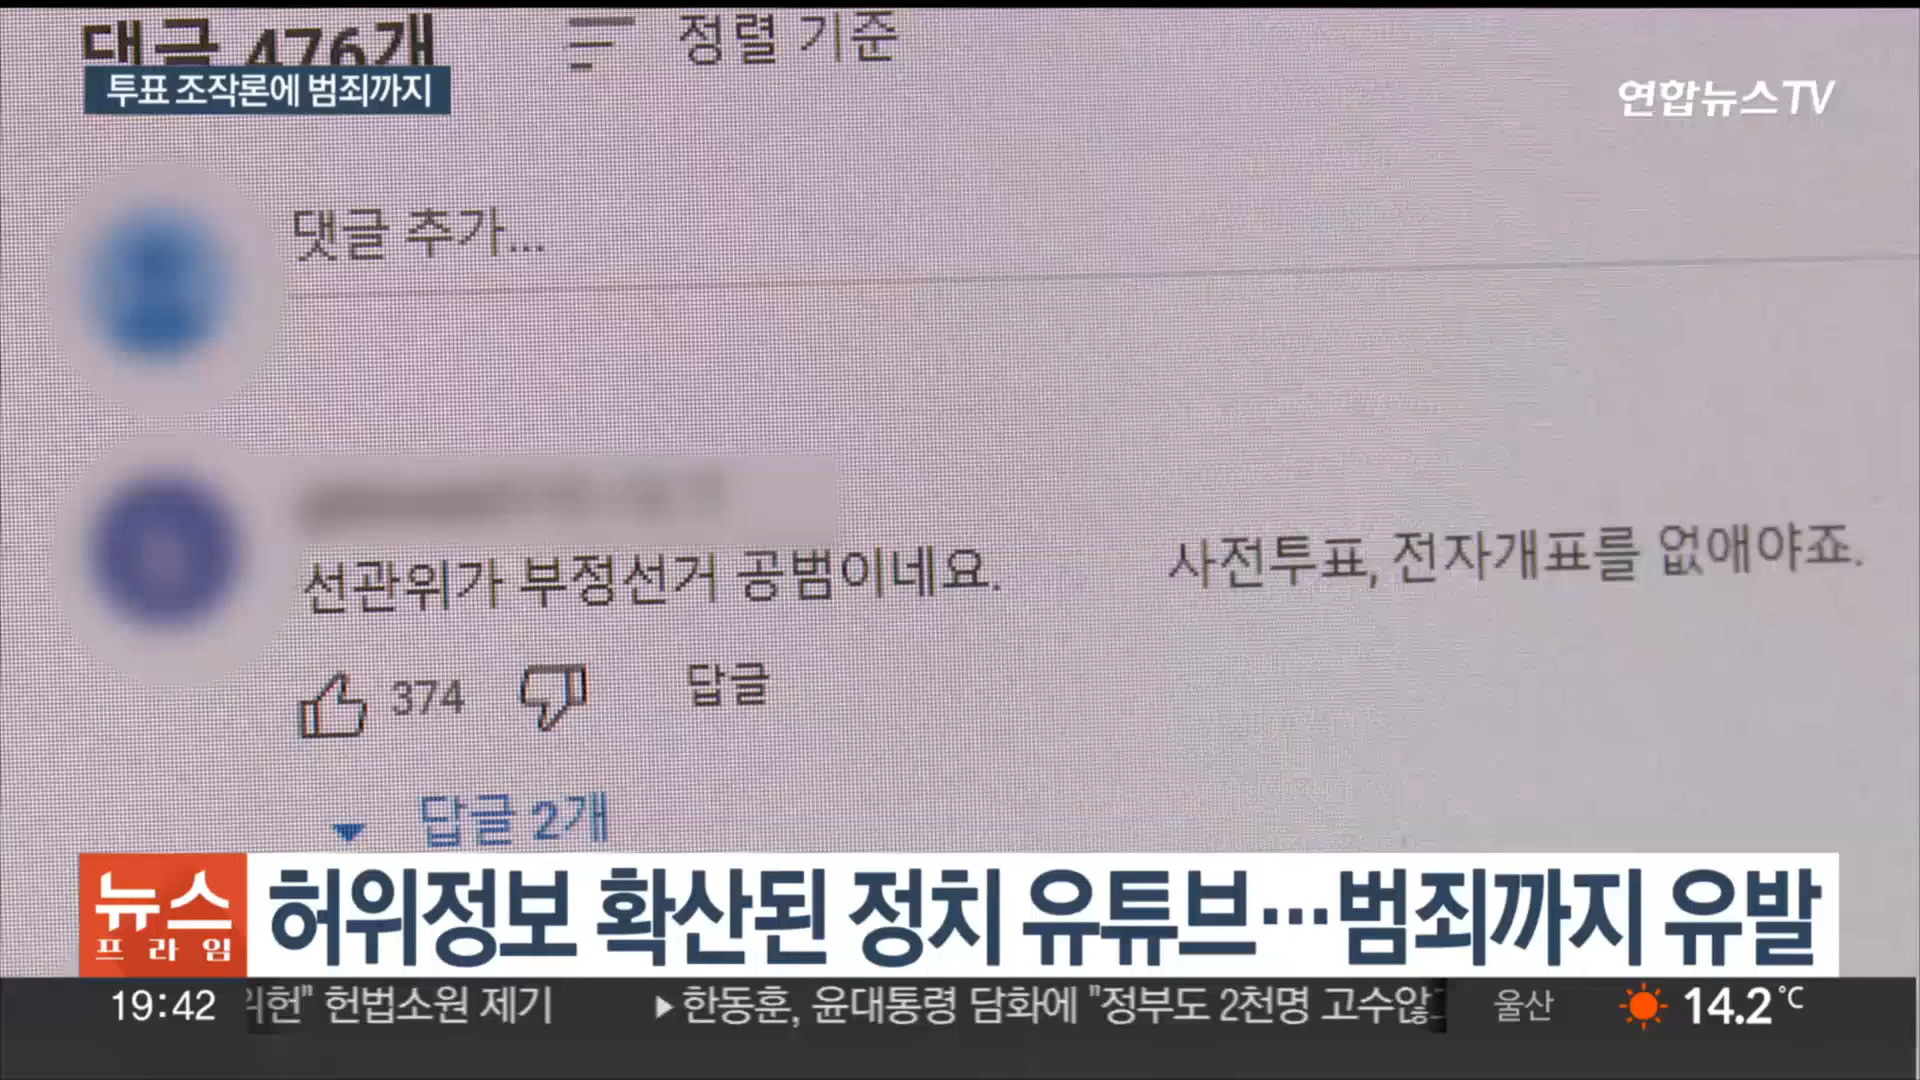 댓글 476개
정렬 기준
투표 조작론에 범죄까지
연합뉴스TV
댓글 추가...
선관위가 부정선거 공범이네요. 사전투표, 전자개표를 없애야죠.
374 답글
답글 2개
뉴스
프라임
허위정보 확산된 정치 유튜브…범죄까지 유발
19:42 위헌" 헌법소원 제기 ▶한동훈, 윤대통령 담화에 "정부도 2천명 고수않 울산 14.2℃